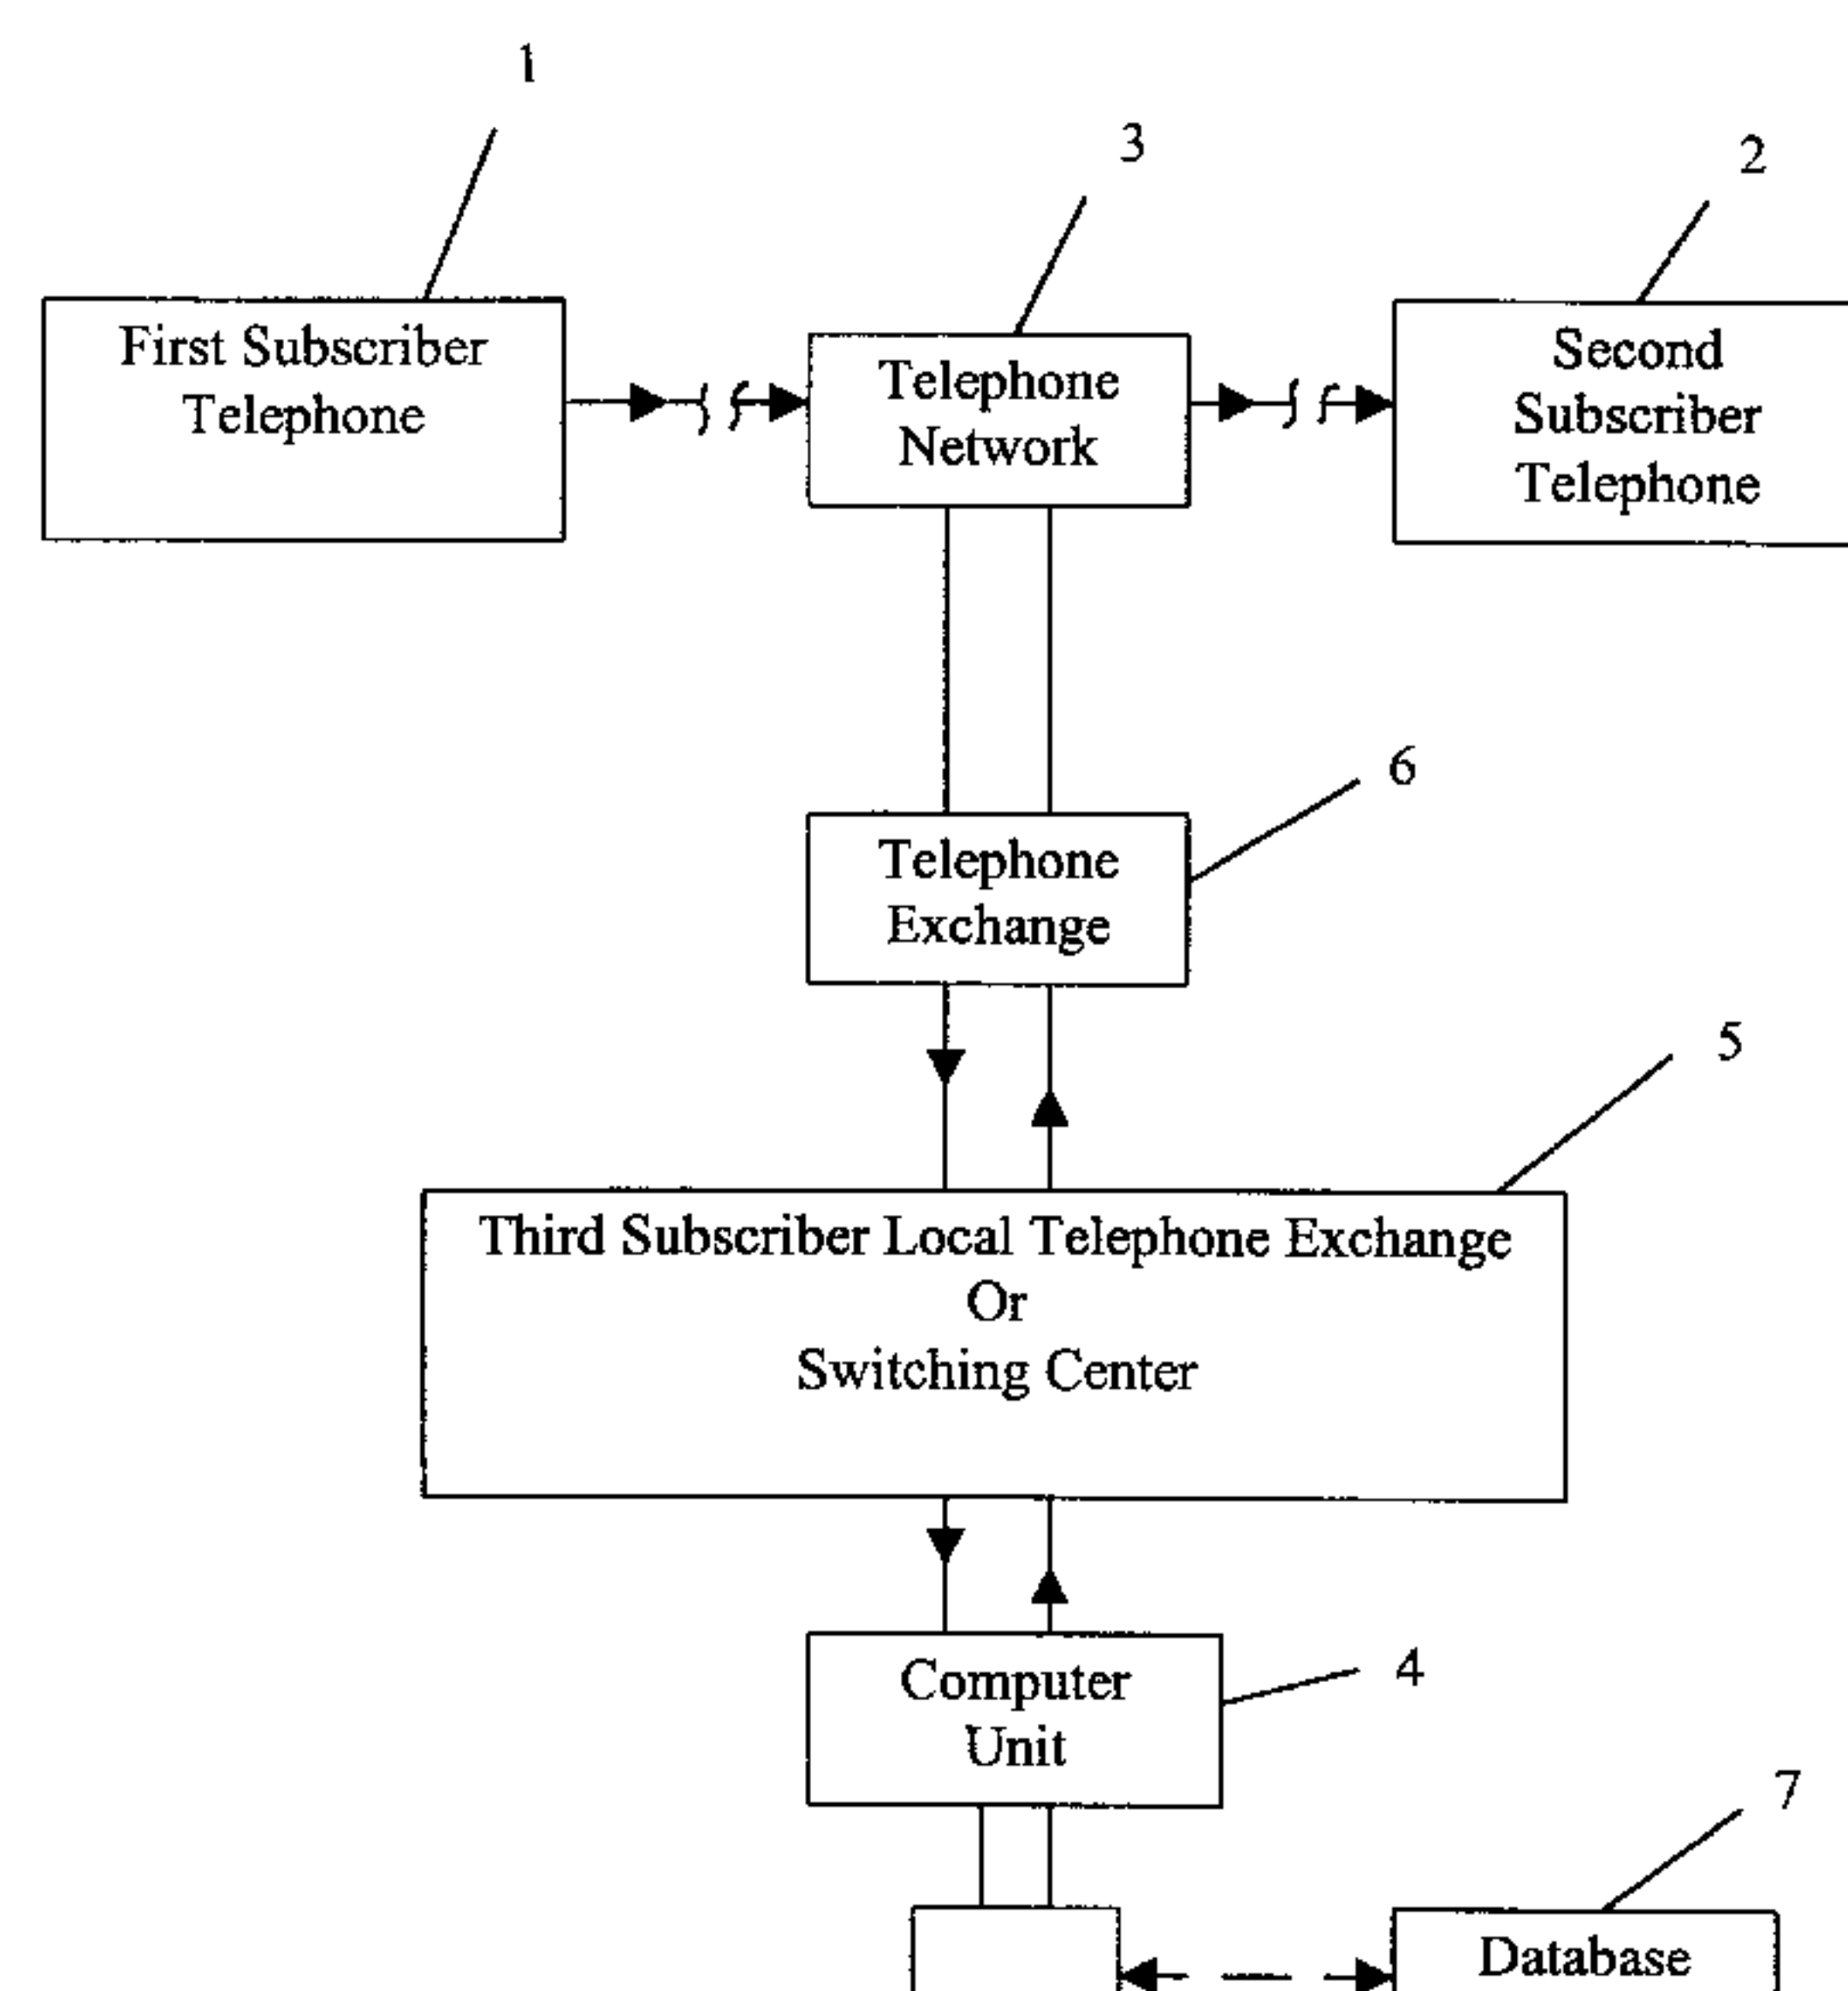 1
3
2
First Subscriber
Telephone
Telephone
Network
Second
Subscriber
Telephone
6
Telephone
Exchange
5
Third Subscriber Local Telephone Exchange
Or
Switching Center
4
Computer
Unit
7
Database